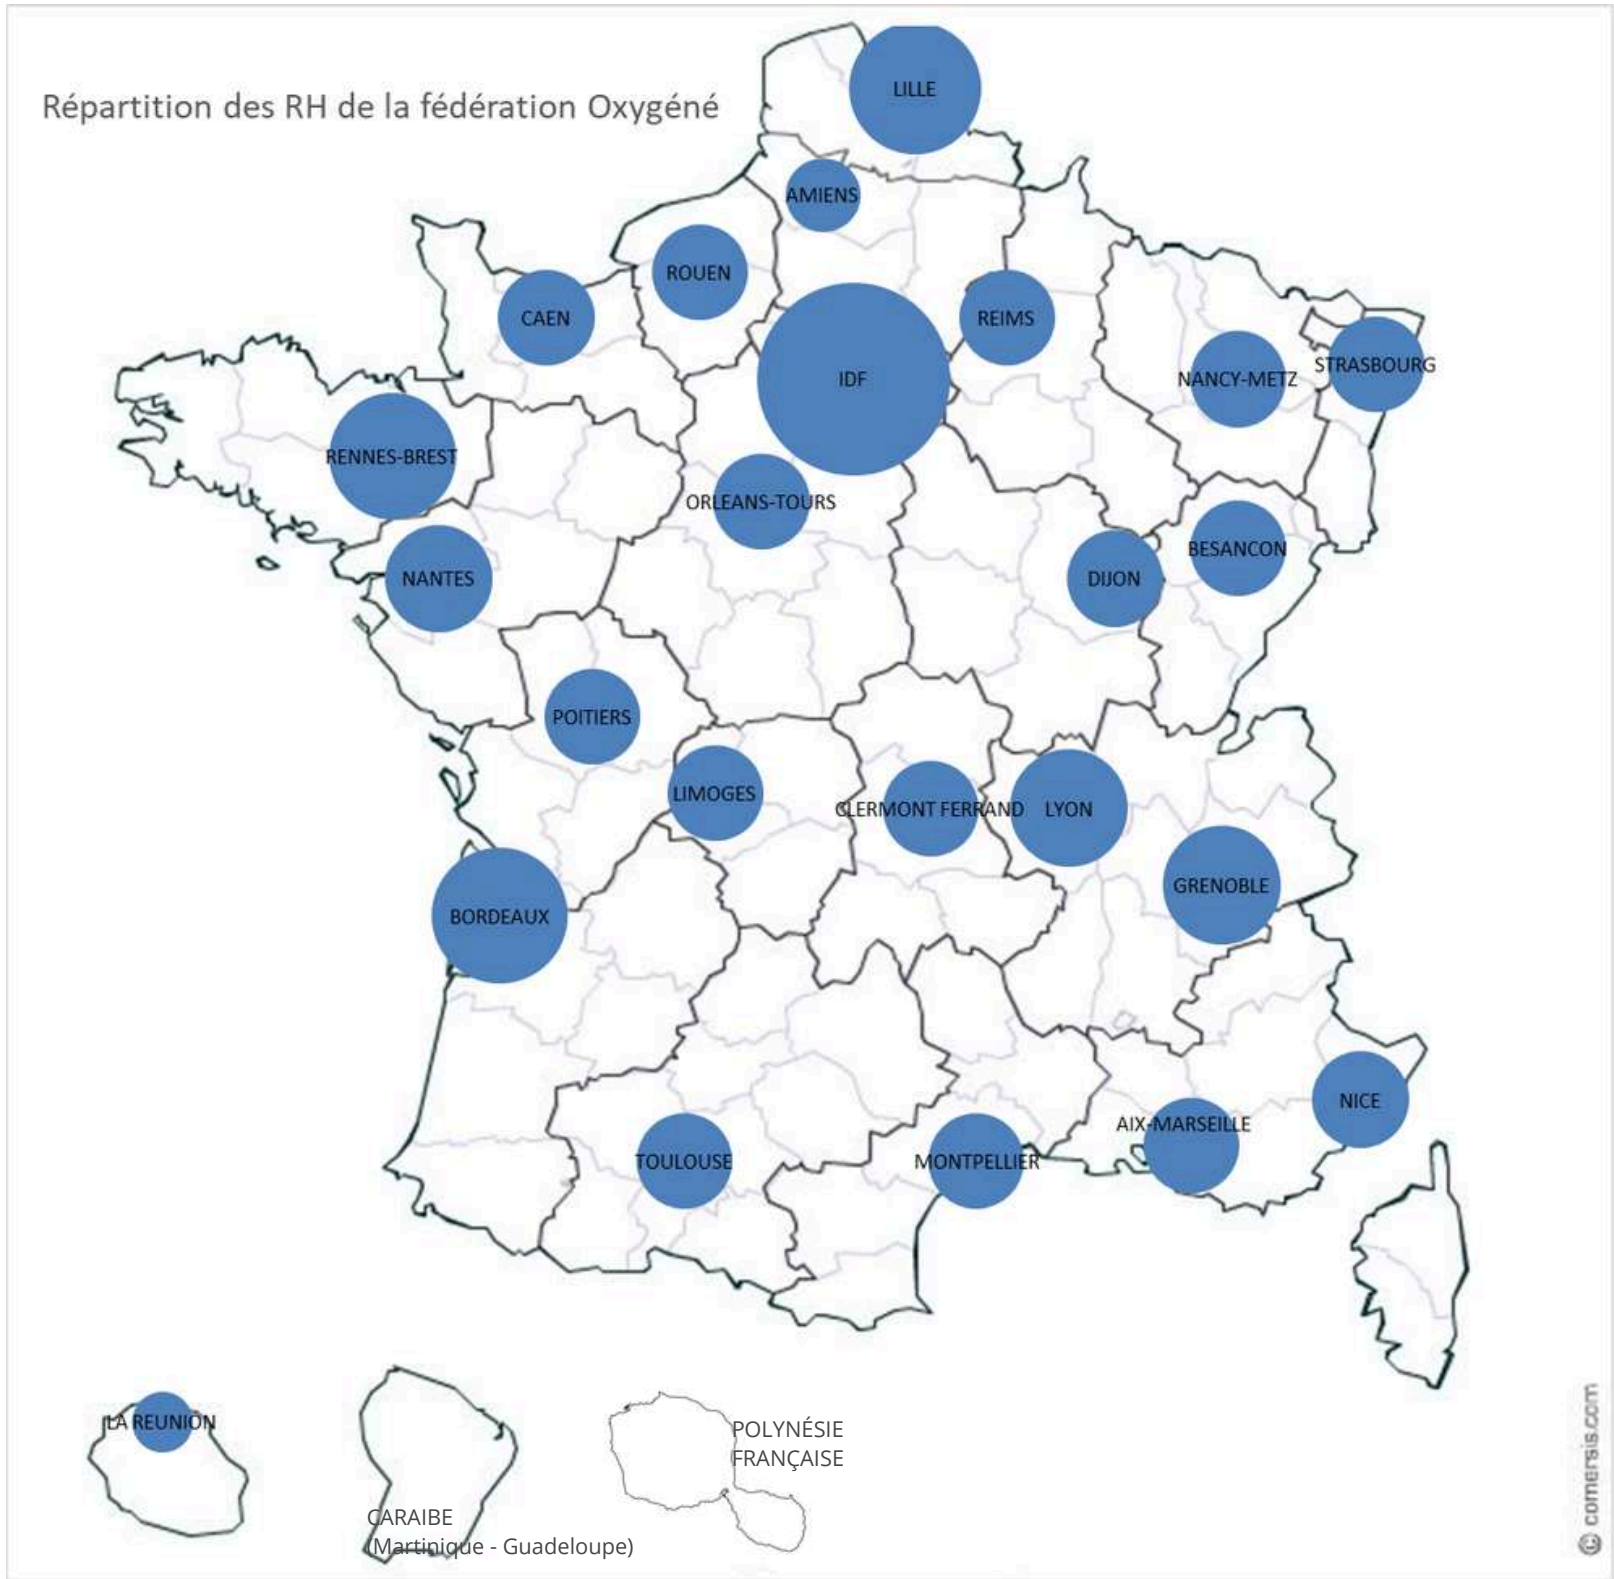 Répartition des RH de la fédération Oxygéné
LILLE
AMIENS
ROUEN
CAEN
REIMS
IDF
STRASBOURG
NANCY-METZ
RENNES-BREST
ORLEANS-TOURS
BESANCON
NANTES
DIJON
POITIERS
LIMOGES
CLERMONT FERRAND
LYON
GRENOBLE
BORDEAUX
NICE
AIX-MARSEILLE
TOULOUSE
MONTPELLIER
LA REUNION
POLYNÉSIE
FRANÇAISE
CARAIBE
(Martinique - Guadeloupe)
© comersis.com